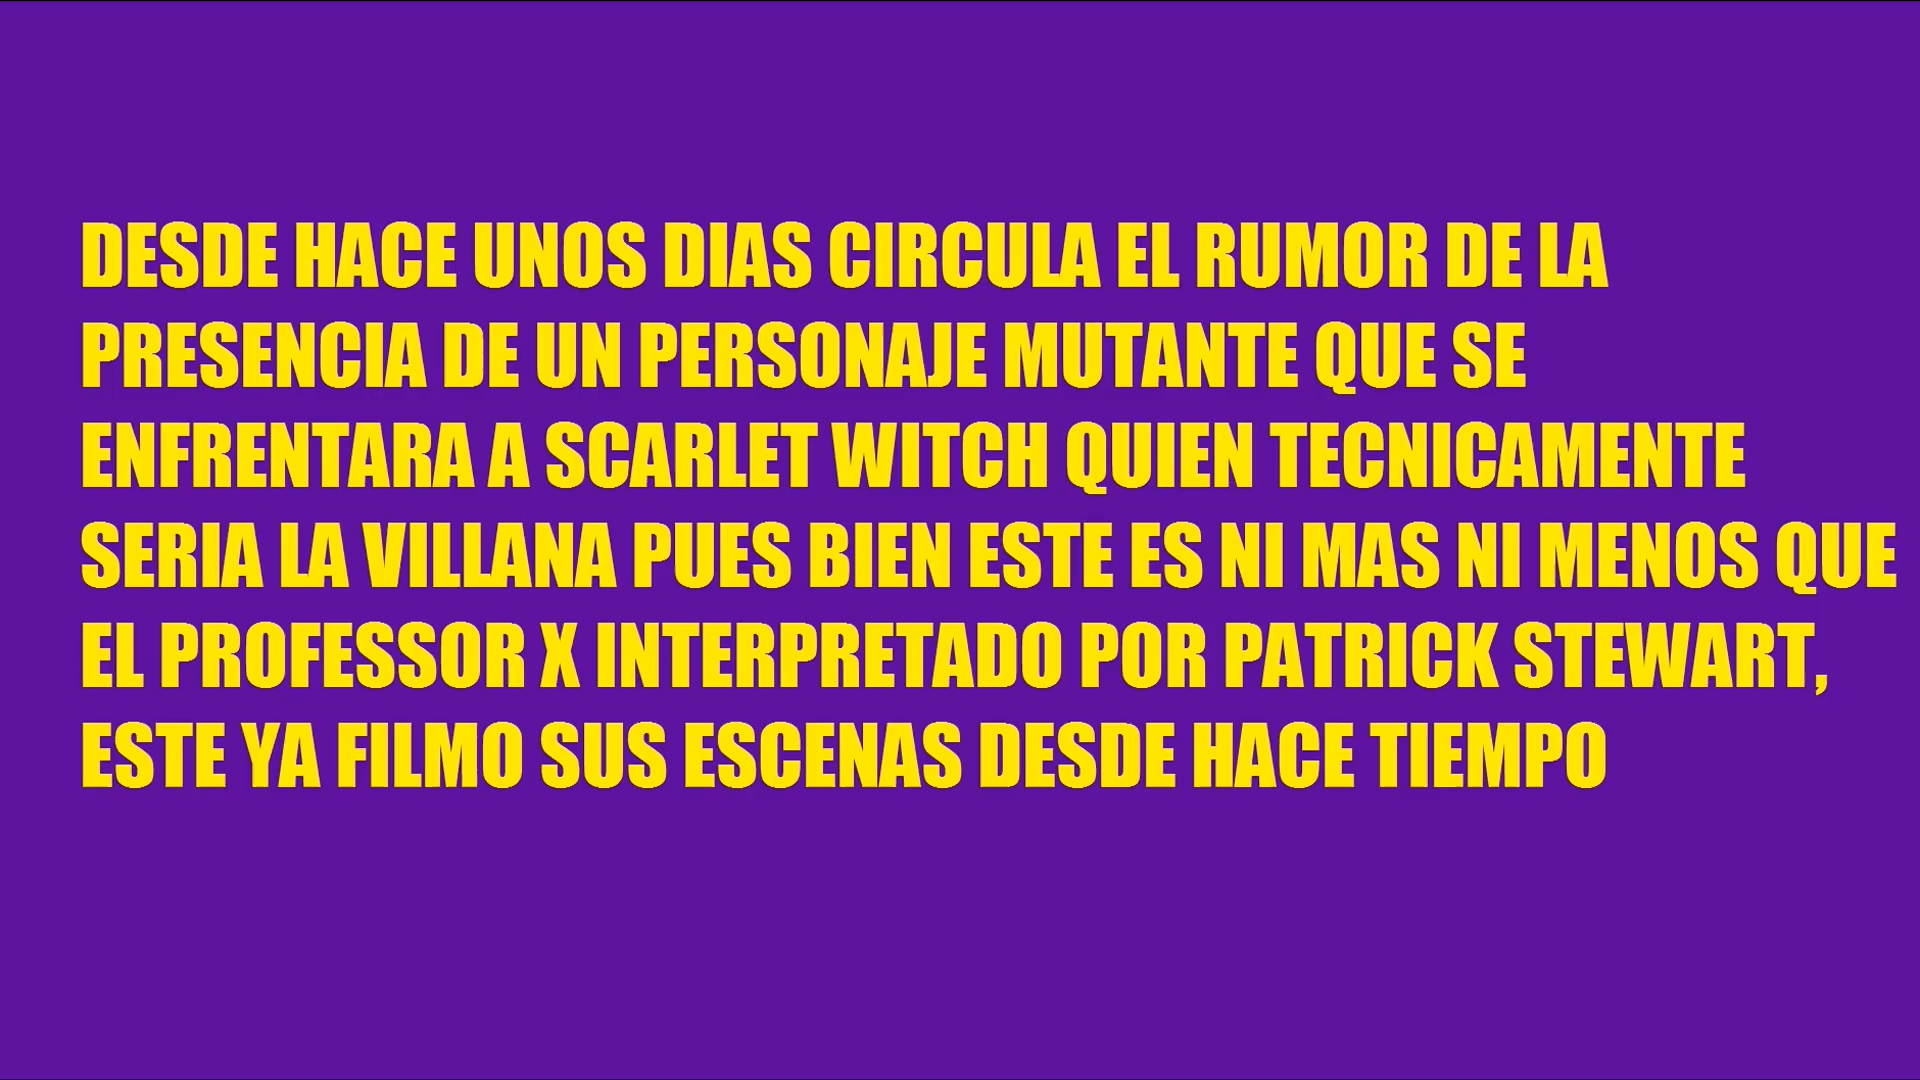 DESDE HACE UNOS DIAS CIRCULA EL RUMOR DE LA
PRESENCIA DE UN PERSONAJE MUTANTE QUE SE
ENFRENTARA A SCARLET WITCH QUIEN TECNICAMENTE
SERIA LA VILLANA PUES BIEN ESTE ES NI MAS NI MENOS QUE
EL PROFESSOR X INTERPRETADO POR PATRICK STEWART,
ESTE YA FILMO SUS ESCENAS DESDE HACE TIEMPO